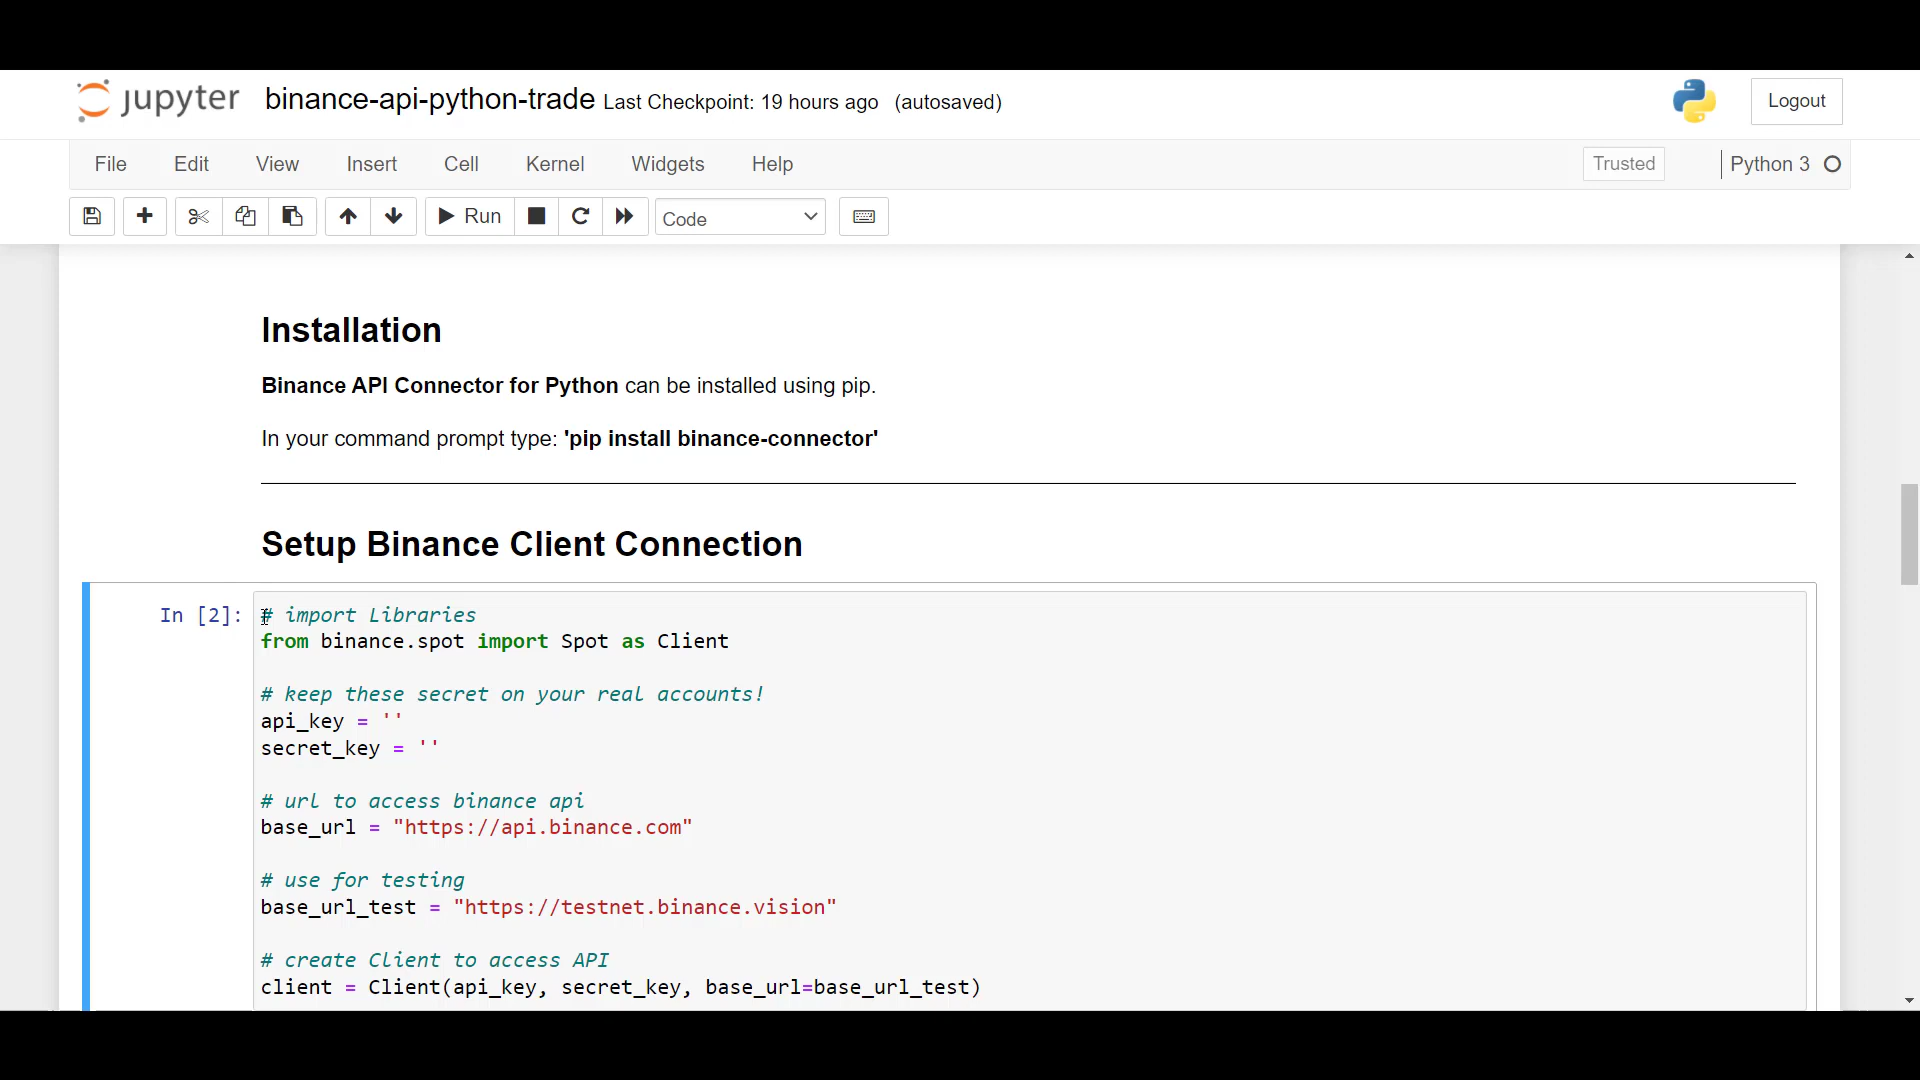 jupyter binance-api-python-trade Last Checkpoint: 19 hours ago (autosaved) Logout
File Edit View Insert Cell Kernel Widgets Help Trusted Python 3
Run Code
Installation
Binance API Connector for Python can be installed using pip.
In your command prompt type: 'pip install binance-connector'
Setup Binance Client Connection
In [2]: # import Libraries
from binance.spot import Spot as Client
# keep these secret on your real accounts!
api_key = ''
secret_key = ''
# url to access binance api
base_url = "https://api.binance.com"
# use for testing
base_url_test = "https://testnet.binance.vision"
# create Client to access API
client = Client(api_key, secret_key, base_url=base_url_test)